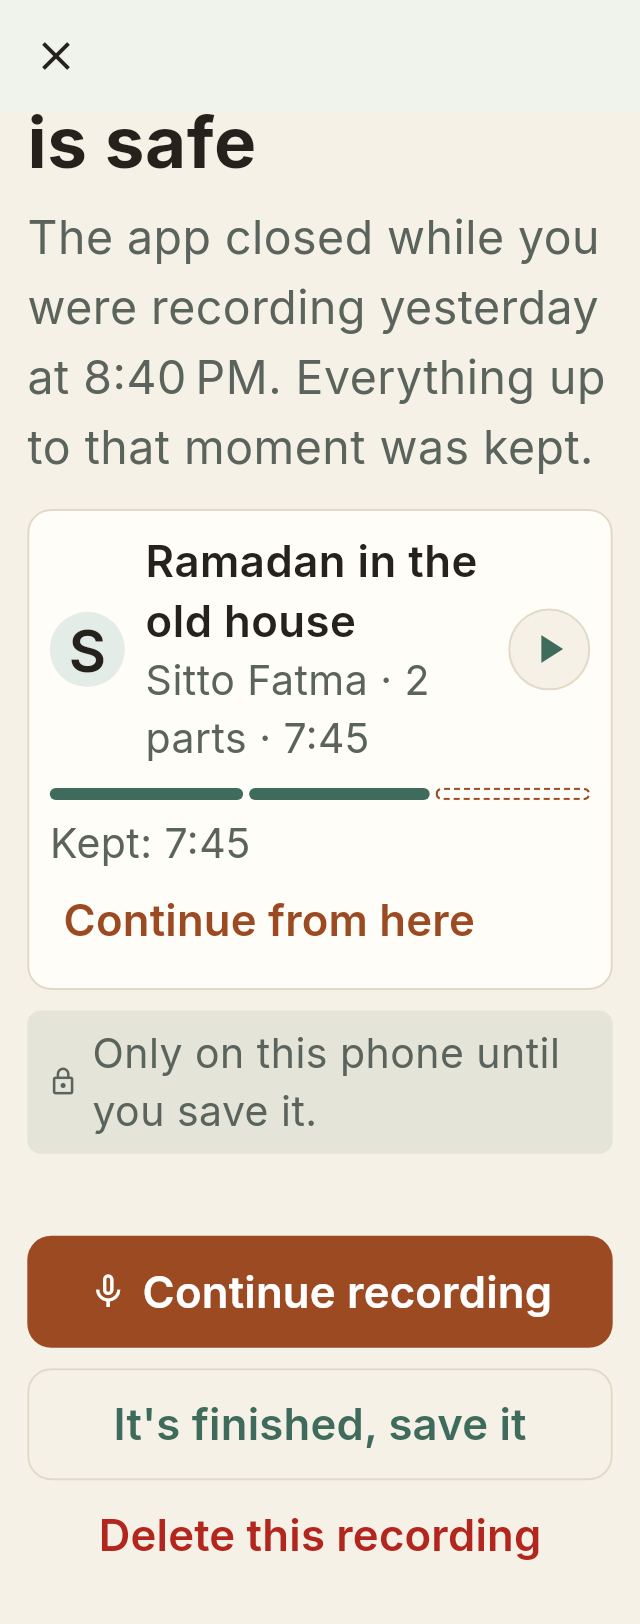 is safe
The app closed while you
were recording yesterday
at 8:40 PM. Everything up
to that moment was kept.
Ramadan in the
old house
S
Sitto Fatma · 2
parts · 7:45
Kept: 7:45
Continue from here
Only on this phone until
you save it.
Continue recording
It's finished, save it
Delete this recording